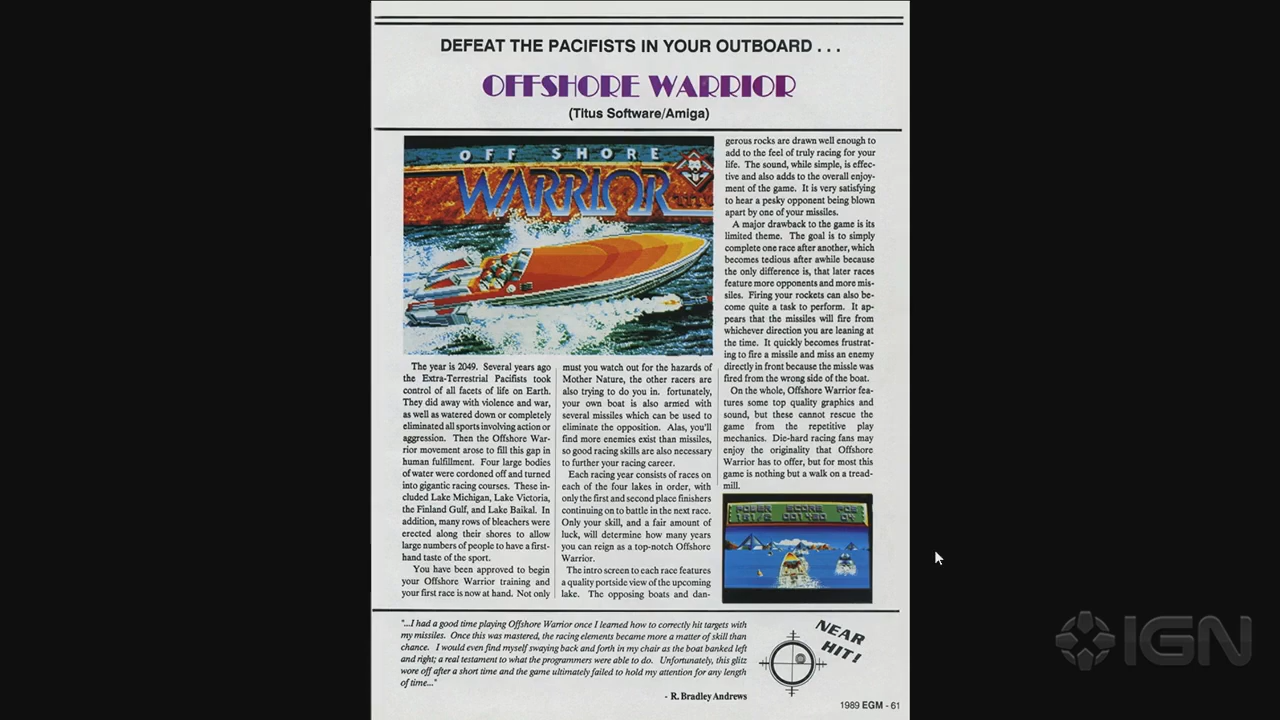 DEFEAT THE PACIFISTS IN YOUR OUTBOARD . . .
OFFSHORE WARRIOR
(Titus Software/Amiga)
OFF SHORE
WARRIOR
The year is 2049. Several years ago
the Extra-Terrestrial Pacifists took
control of all facets of life on Earth.
They did away with violence and war,
as well as watered down or completely
eliminated all sports involving action or
aggression. Then the Offshore War-
rior movement arose to fill this gap in
human fulfillment. Four large bodies
of water were cordoned off and turned
into gigantic racing courses. These in-
cluded Lake Michigan, Lake Victoria,
the Finland Gulf, and Lake Baikal. In
addition, many rows of bleachers were
erected along their shores to allow
large numbers of people to have a first-
hand taste of the sport.
You have been approved to begin
your Offshore Warrior training and
your first race is now at hand. Not only
must you watch out for the hazards of
Mother Nature, the other racers are
also trying to do you in. fortunately,
your own boat is also armed with
several missiles which can be used to
eliminate the opposition. Alas, you'll
find more enemies exist than missiles,
so good racing skills are also necessary
to further your racing career.
Each racing year consists of races on
each of the four lakes in order, with
only the first and second place finishers
continuing on to battle in the next race.
Only your skill, and a fair amount of
luck, will determine how many years
you can reign as a top-notch Offshore
Warrior.
The intro screen to each race features
a quality portside view of the upcoming
lake. The opposing boats and dan-
gerous rocks are drawn well enough to
add to the feel of truly racing for your
life. The sound, while simple, is effec-
tive and also adds to the overall enjoy-
ment of the game. It is very satisfying
to hear a pesky opponent being blown
apart by one of your missiles.
A major drawback to the game is its
limited theme. The goal is to simply
complete one race after another, which
becomes tedious after awhile because
the only difference is, that later races
feature more opponents and more mis-
siles. Firing your rockets can also be-
come quite a task to perform. It ap-
pears that the missiles will fire from
whichever direction you are leaning at
the time. It quickly becomes frustrat-
ing to fire a missile and miss an enemy
directly in front because the missle was
fired from the wrong side of the boat.
On the whole, Offshore Warrior fea-
tures some top quality graphics and
sound, but these cannot rescue the
game from the repetitive play
mechanics. Die-hard racing fans may
enjoy the originality that Offshore
Warrior has to offer, but for most this
game is nothing but a walk on a tread-
mill.
POWER SCORE POS
"...I had a good time playing Offshore Warrior once I learned how to correctly hit targets with
my missiles. Once this was mastered, the racing elements became more a matter of skill than
chance. I would even find myself swaying back and forth in my chair as the boat banked left
and right; a real testament to what the programmers were able to do. Unfortunately, this glitz
wore off after a short time and the game ultimately failed to hold my attention for any length
of time..."
- R. Bradley Andrews
NEAR
HIT!
1989 EGM - 61
IGN